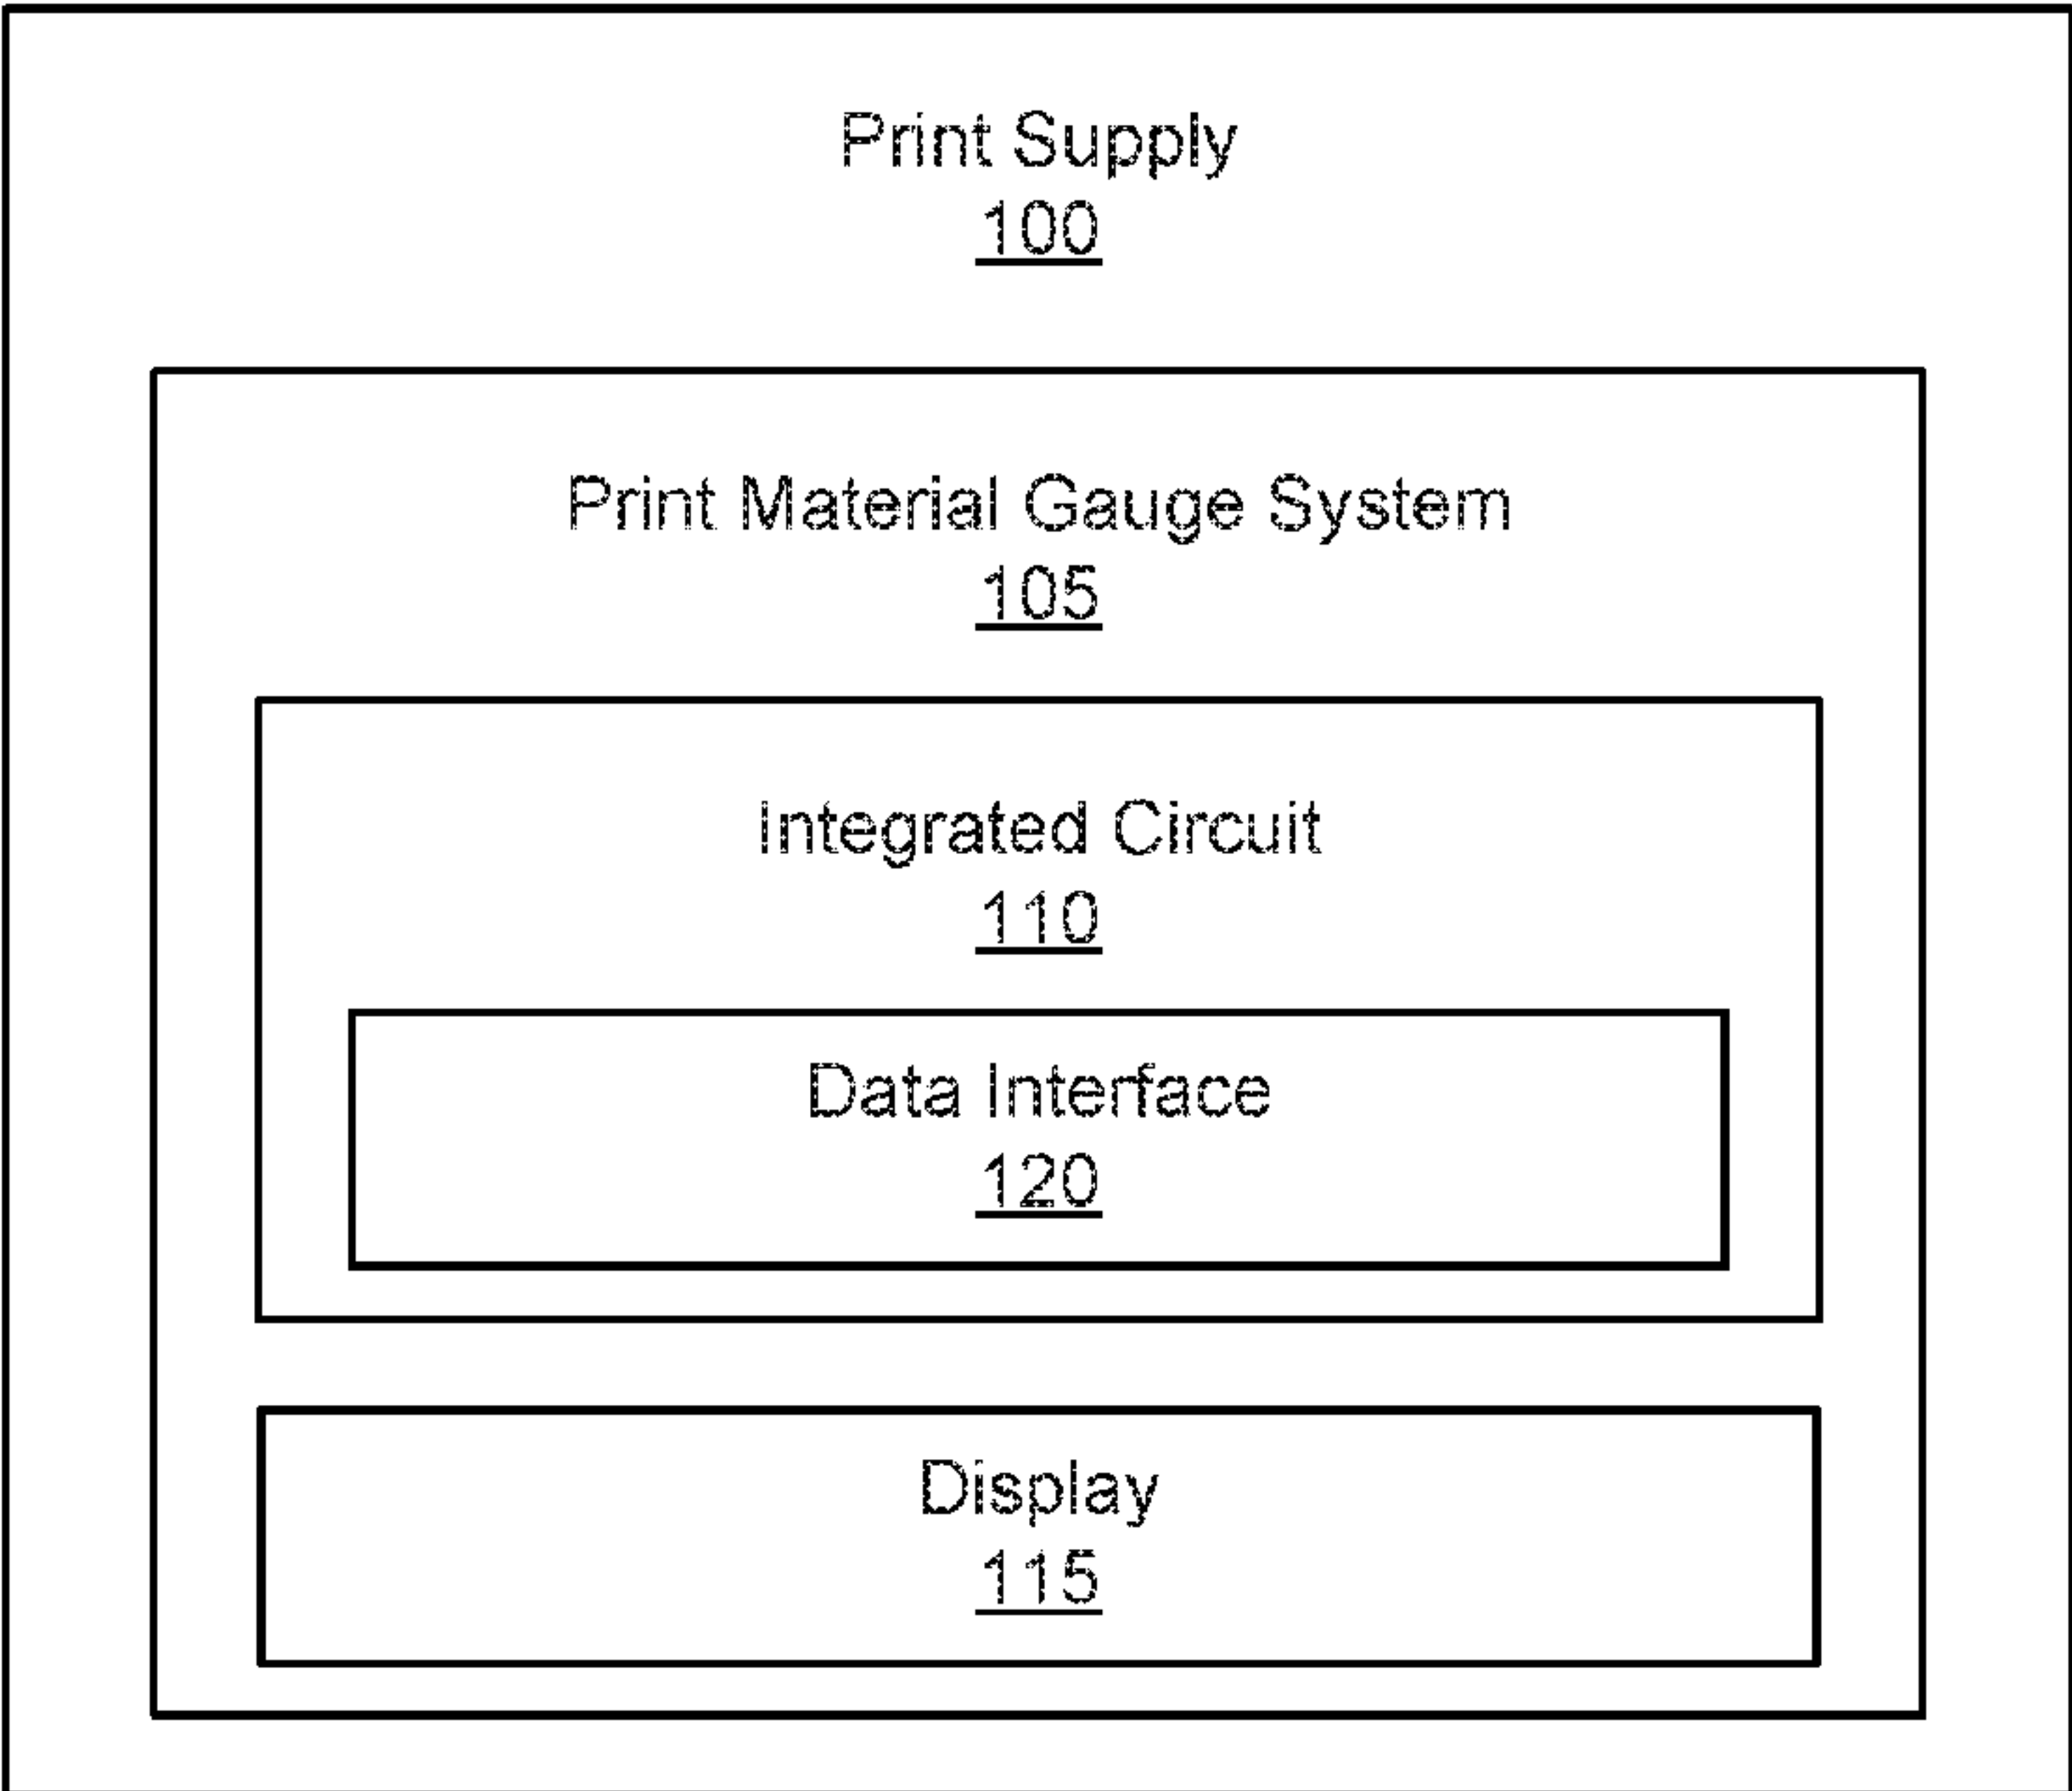 Print Supply
100
Print Material Gauge System
105
Integrated Circuit
110
Data Interface
120
Display
115